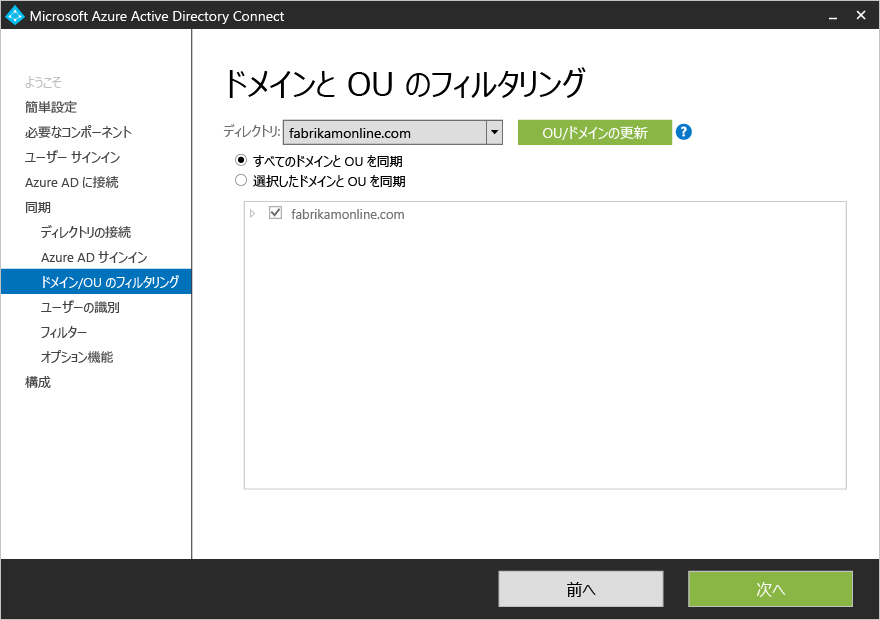 Microsoft Azure Active Directory Connect
ようこそ
簡単設定
必要なコンポーネント
ユーザー サインイン
Azure AD に接続
同期
ディレクトリの接続
Azure AD サインイン
ドメイン/OU のフィルタリング
ユーザーの識別
フィルター
オプション機能
構成
ドメインと OU のフィルタリング
ディレクトリ: fabrikamonline.com OU/ドメインの更新 ?
すべてのドメインと OU を同期
選択したドメインと OU を同期
fabrikamonline.com
前へ 次へ